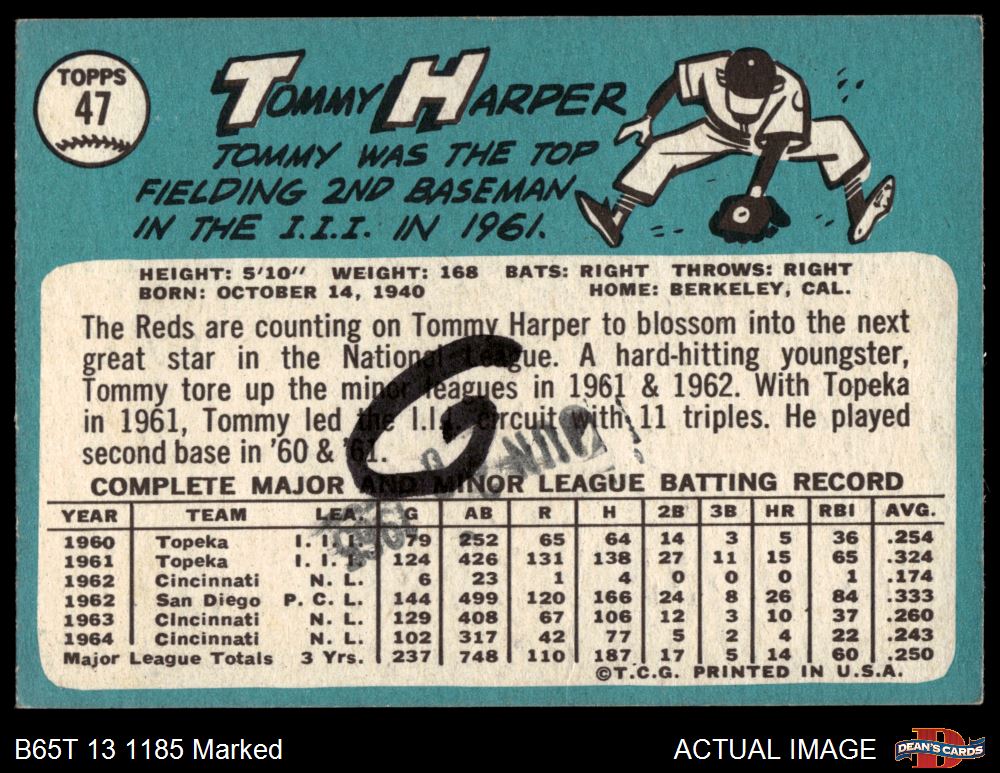 TOPPS
47
TOMMY HARPER
TOMMY WAS THE TOP
FIELDING 2ND BASEMAN
IN THE I.I.I. IN 1961.
HEIGHT: 5'10" WEIGHT: 168 BATS: RIGHT THROWS: RIGHT
BORN: OCTOBER 14, 1940 HOME: BERKELEY, CAL.
The Reds are counting on Tommy Harper to blossom into the next
great star in the National League. A hard-hitting youngster,
Tommy tore up the minor leagues in 1961 & 1962. With Topeka
in 1961, Tommy led the I.I.I. circuit with 11 triples. He played
second base in '60 & '61.
G
COMPLETE MAJOR AND MINOR LEAGUE BATTING RECORD
YEAR TEAM LEA. G AB R H 2B 3B HR RBI AVG.
1960 Topeka I. I. I. 79 252 65 64 14 3 5 36 .254
1961 Topeka I. I. I. 124 426 131 138 27 11 15 65 .324
1962 Cincinnati N. L. 6 23 1 4 0 0 0 1 .174
1962 San Diego P. C. L. 144 499 120 166 24 8 26 84 .333
1963 Cincinnati N. L. 129 408 67 106 12 3 10 37 .260
1964 Cincinnati N. L. 102 317 42 77 5 2 4 22 .243
Major League Totals 3 Yrs. 237 748 110 187 17 5 14 60 .250
©T.C.G. PRINTED IN U.S.A.
B65T 13 1185 Marked
ACTUAL IMAGE
DEAN'S CARDS